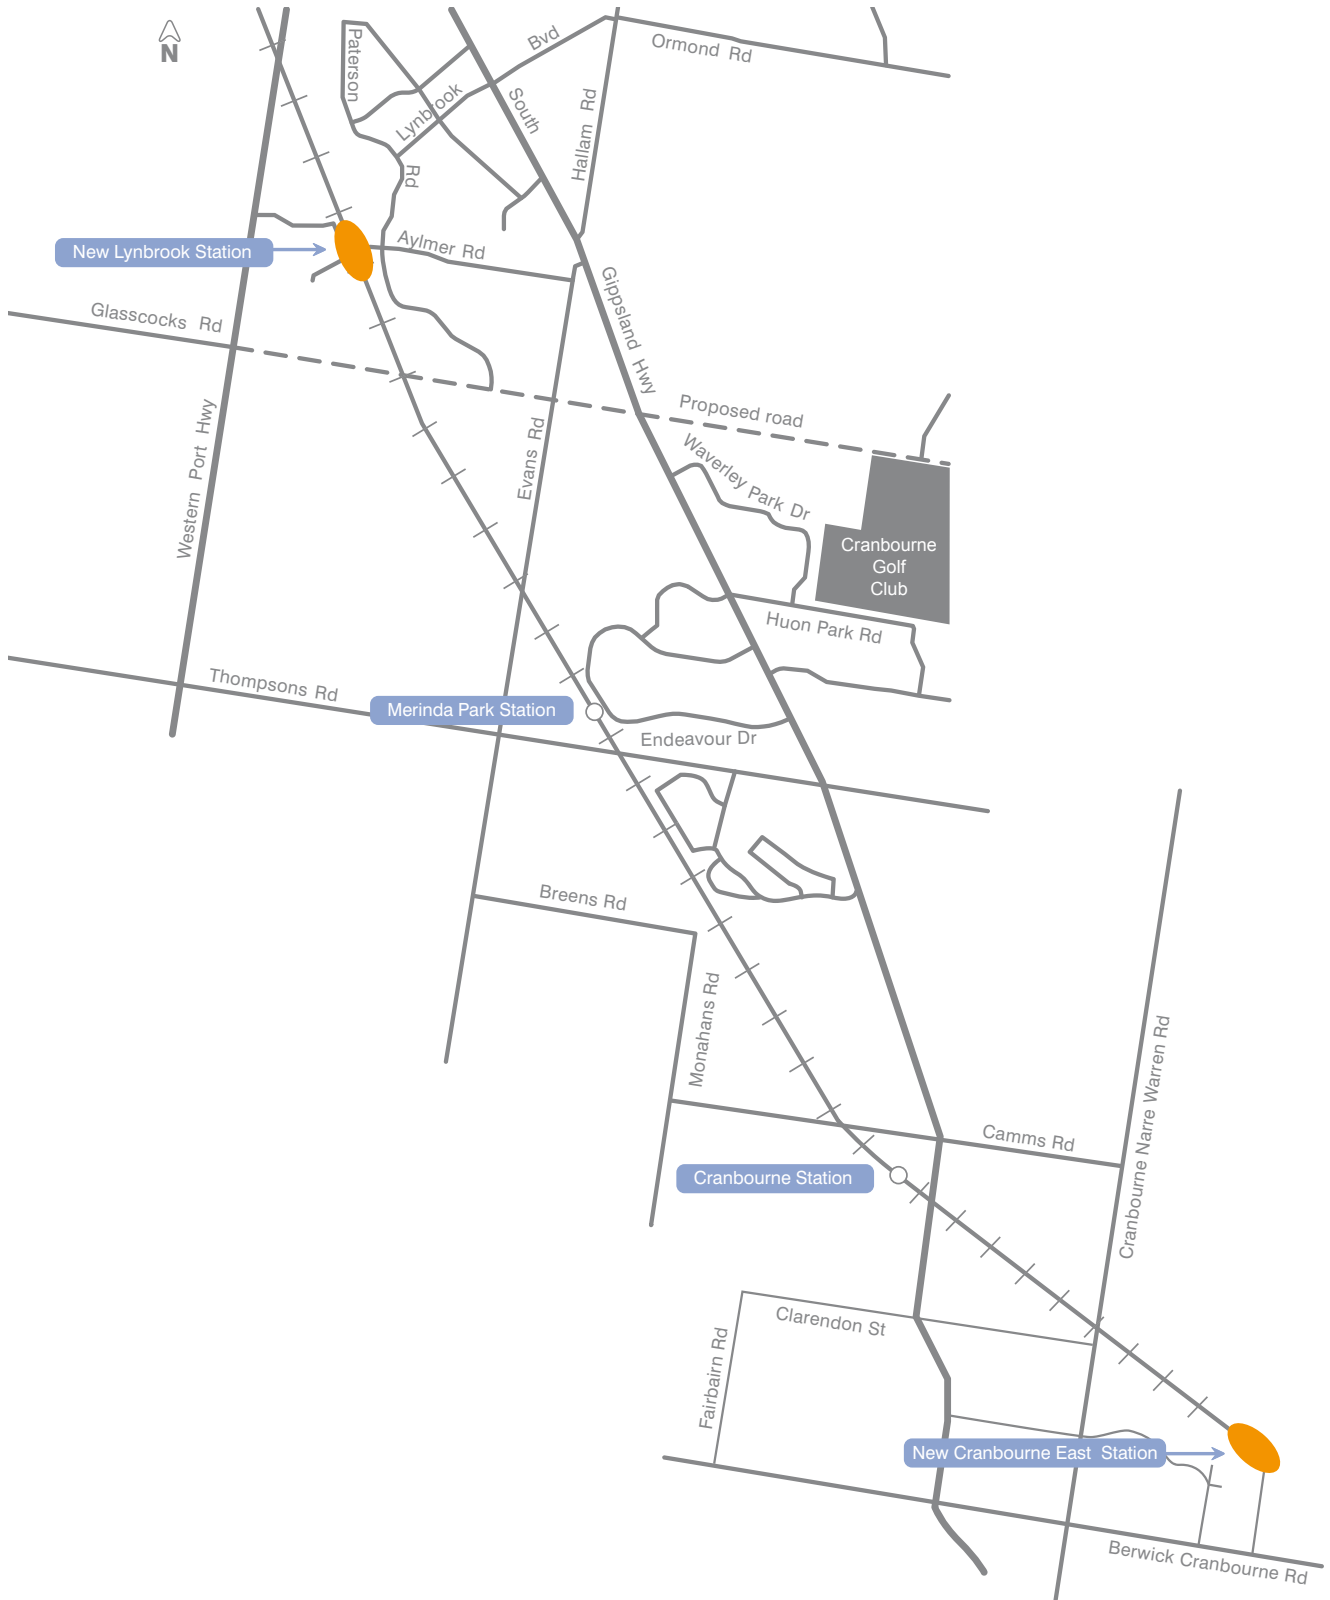 N
Paterson
Rd
Lynbrook
Bvd
South
Gippsland Hwy
Hallam Rd
Ormond Rd
New Lynbrook Station
Aylmer Rd
Glasscocks Rd
Western Port Hwy
Evans Rd
Proposed road
Waverley Park Dr
Cranbourne
Golf
Club
Huon Park Rd
Thompsons Rd
Merinda Park Station
Endeavour Dr
Breens Rd
Monahans Rd
Cranbourne Narre Warren Rd
Camms Rd
Cranbourne Station
Clarendon St
Fairbairn Rd
New Cranbourne East Station
Berwick Cranbourne Rd